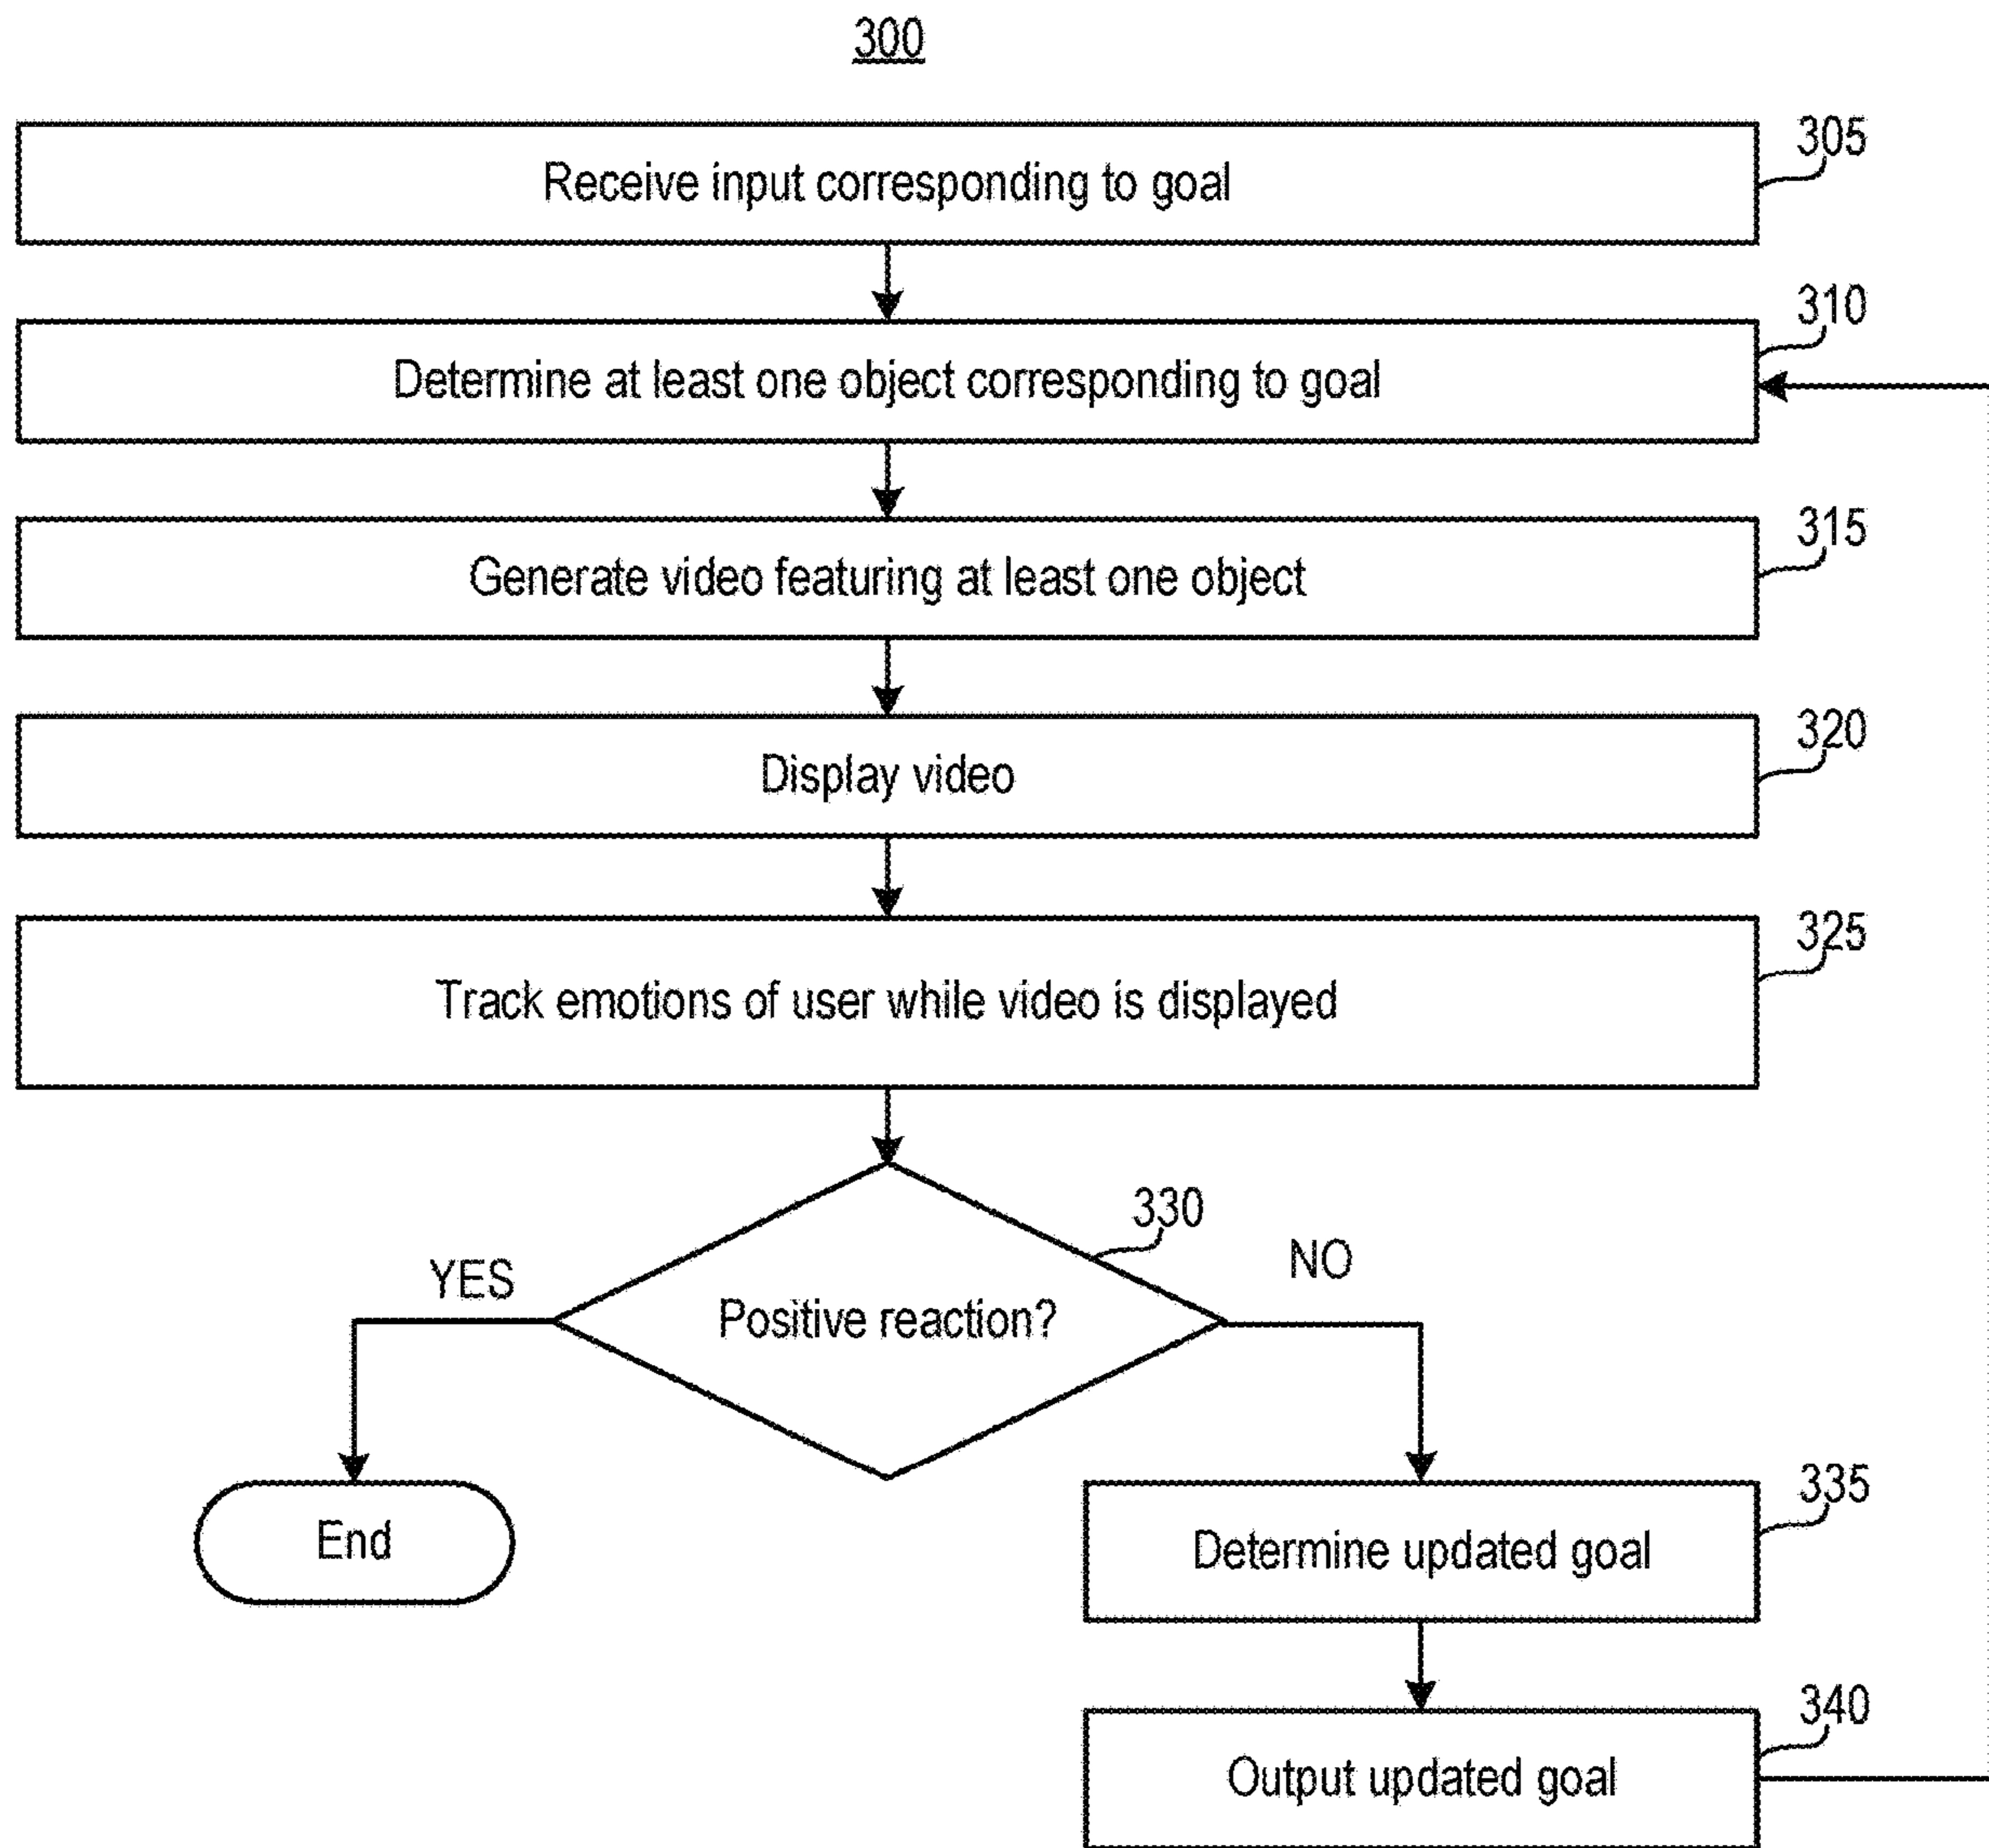 300
305
Receive input corresponding to goal
310
Determine at least one object corresponding to goal
315
Generate video featuring at least one object
320
Display video
325
Track emotions of user while video is displayed
330
YES
NO
Positive reaction?
335
End
Determine updated goal
340
Output updated goal